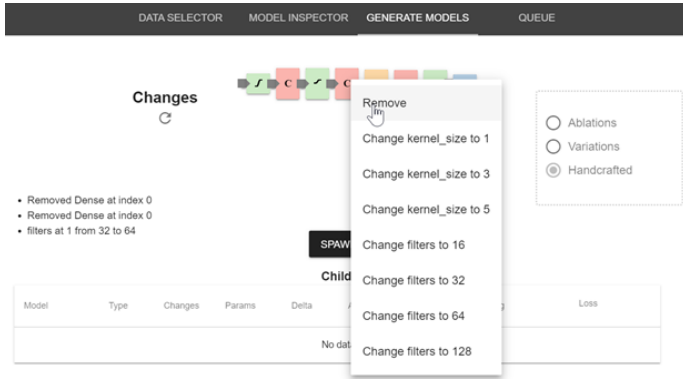 DATA SELECTOR MODEL INSPECTOR GENERATE MODELS QUEUE
Changes
f C f C
Remove
Change kernel_size to 1
Change kernel_size to 3
Change kernel_size to 5
Change filters to 16
Change filters to 32
Change filters to 64
Change filters to 128
Ablations
Variations
Handcrafted
• Removed Dense at index 0
• Removed Dense at index 0
• filters at 1 from 32 to 64
SPAW
Child
Model Type Changes Params Delta Loss
No dat